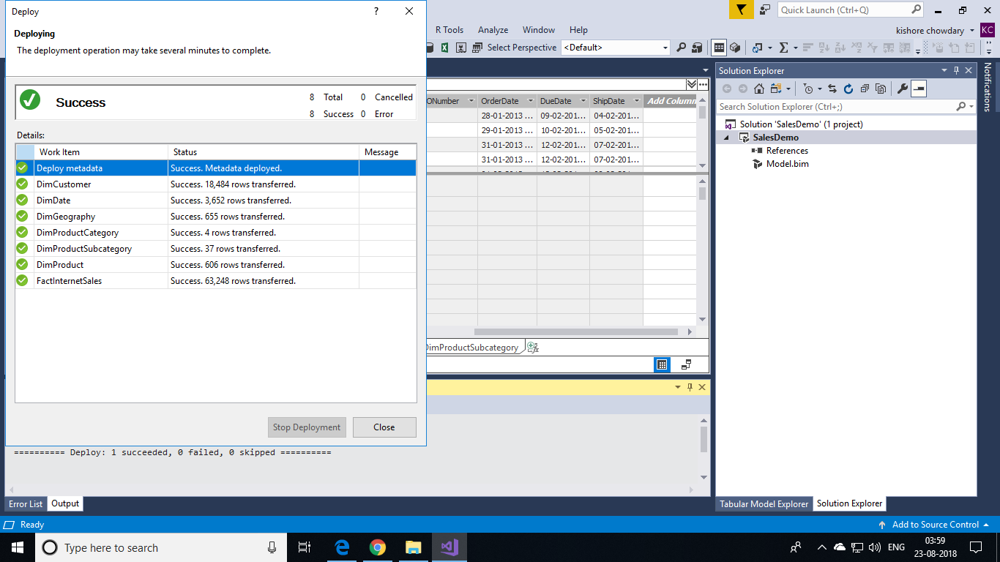 Deploy
?
Deploying
The deployment operation may take several minutes to complete.
Success
8 Total 0 Cancelled
8 Success 0 Error
Details:
Work Item Status Message
Deploy metadata Success. Metadata deployed.
DimCustomer Success. 18,484 rows transferred.
DimDate Success. 3,652 rows transferred.
DimGeography Success. 655 rows transferred.
DimProductCategory Success. 4 rows transferred.
DimProductSubcategory Success. 37 rows transferred.
DimProduct Success. 606 rows transferred.
FactInternetSales Success. 63,248 rows transferred.
Stop Deployment Close
Quick Launch (Ctrl+Q)
R Tools Analyze Window Help
kishore chowdary KC
Select Perspective <Default>
ONumber OrderDate DueDate ShipDate Add Column
28-01-2013 ... 09-02-201... 04-02-201...
29-01-2013 ... 10-02-201... 05-02-201...
31-01-2013 ... 12-02-201... 07-02-201...
31-01-2013 ... 12-02-201... 07-02-201...
DimProductSubcategory
========== Deploy: 1 succeeded, 0 failed, 0 skipped ==========
Error List Output
Solution Explorer
Search Solution Explorer (Ctrl+;)
Solution 'SalesDemo' (1 project)
SalesDemo
References
Model.bim
Tabular Model Explorer Solution Explorer
Notifications
Ready
Add to Source Control
Type here to search
ENG
03:59
23-08-2018